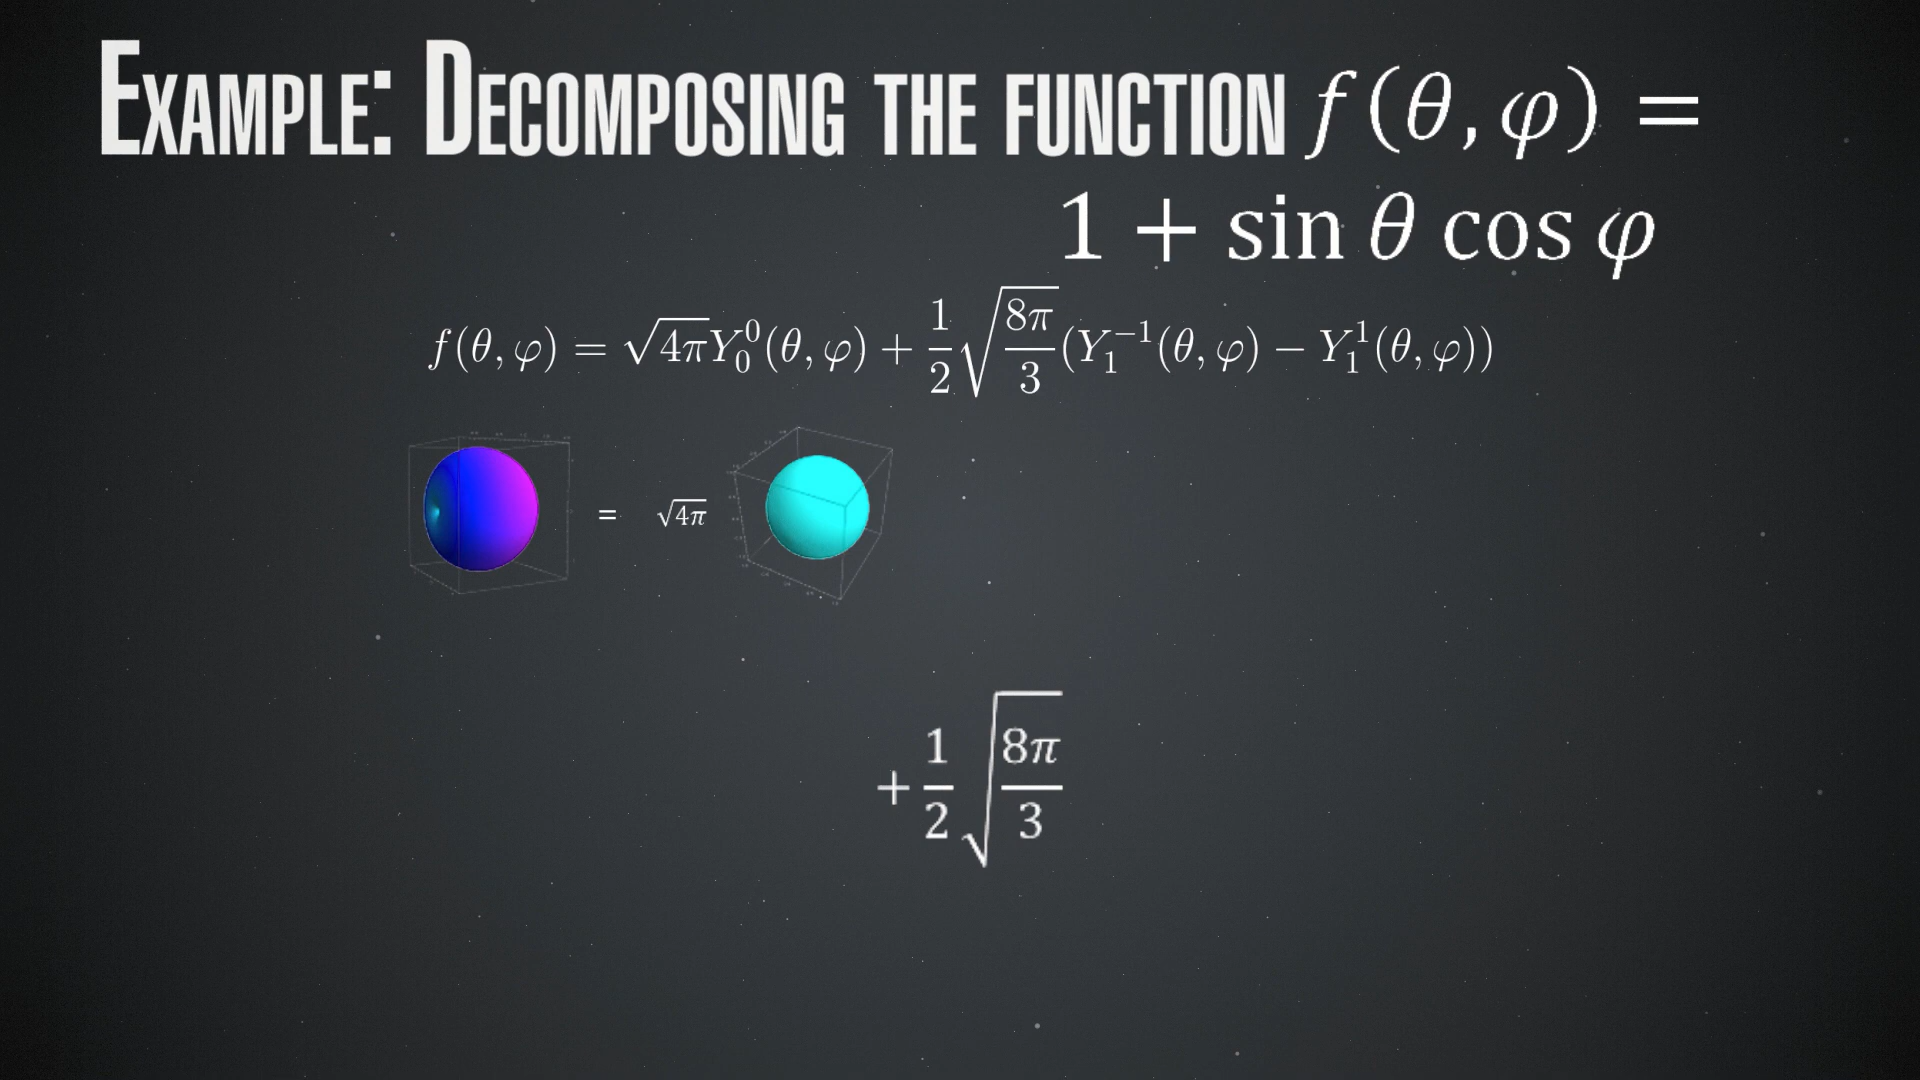 Example: Decomposing the function f(θ, φ) =
1 + sin θ cos φ
f(θ, φ) = √4π Y₀⁰(θ, φ) + 1/2 √(8π/3) (Y₁⁻¹(θ, φ) − Y₁¹(θ, φ))
= √4π
+ 1/2 √(8π/3)